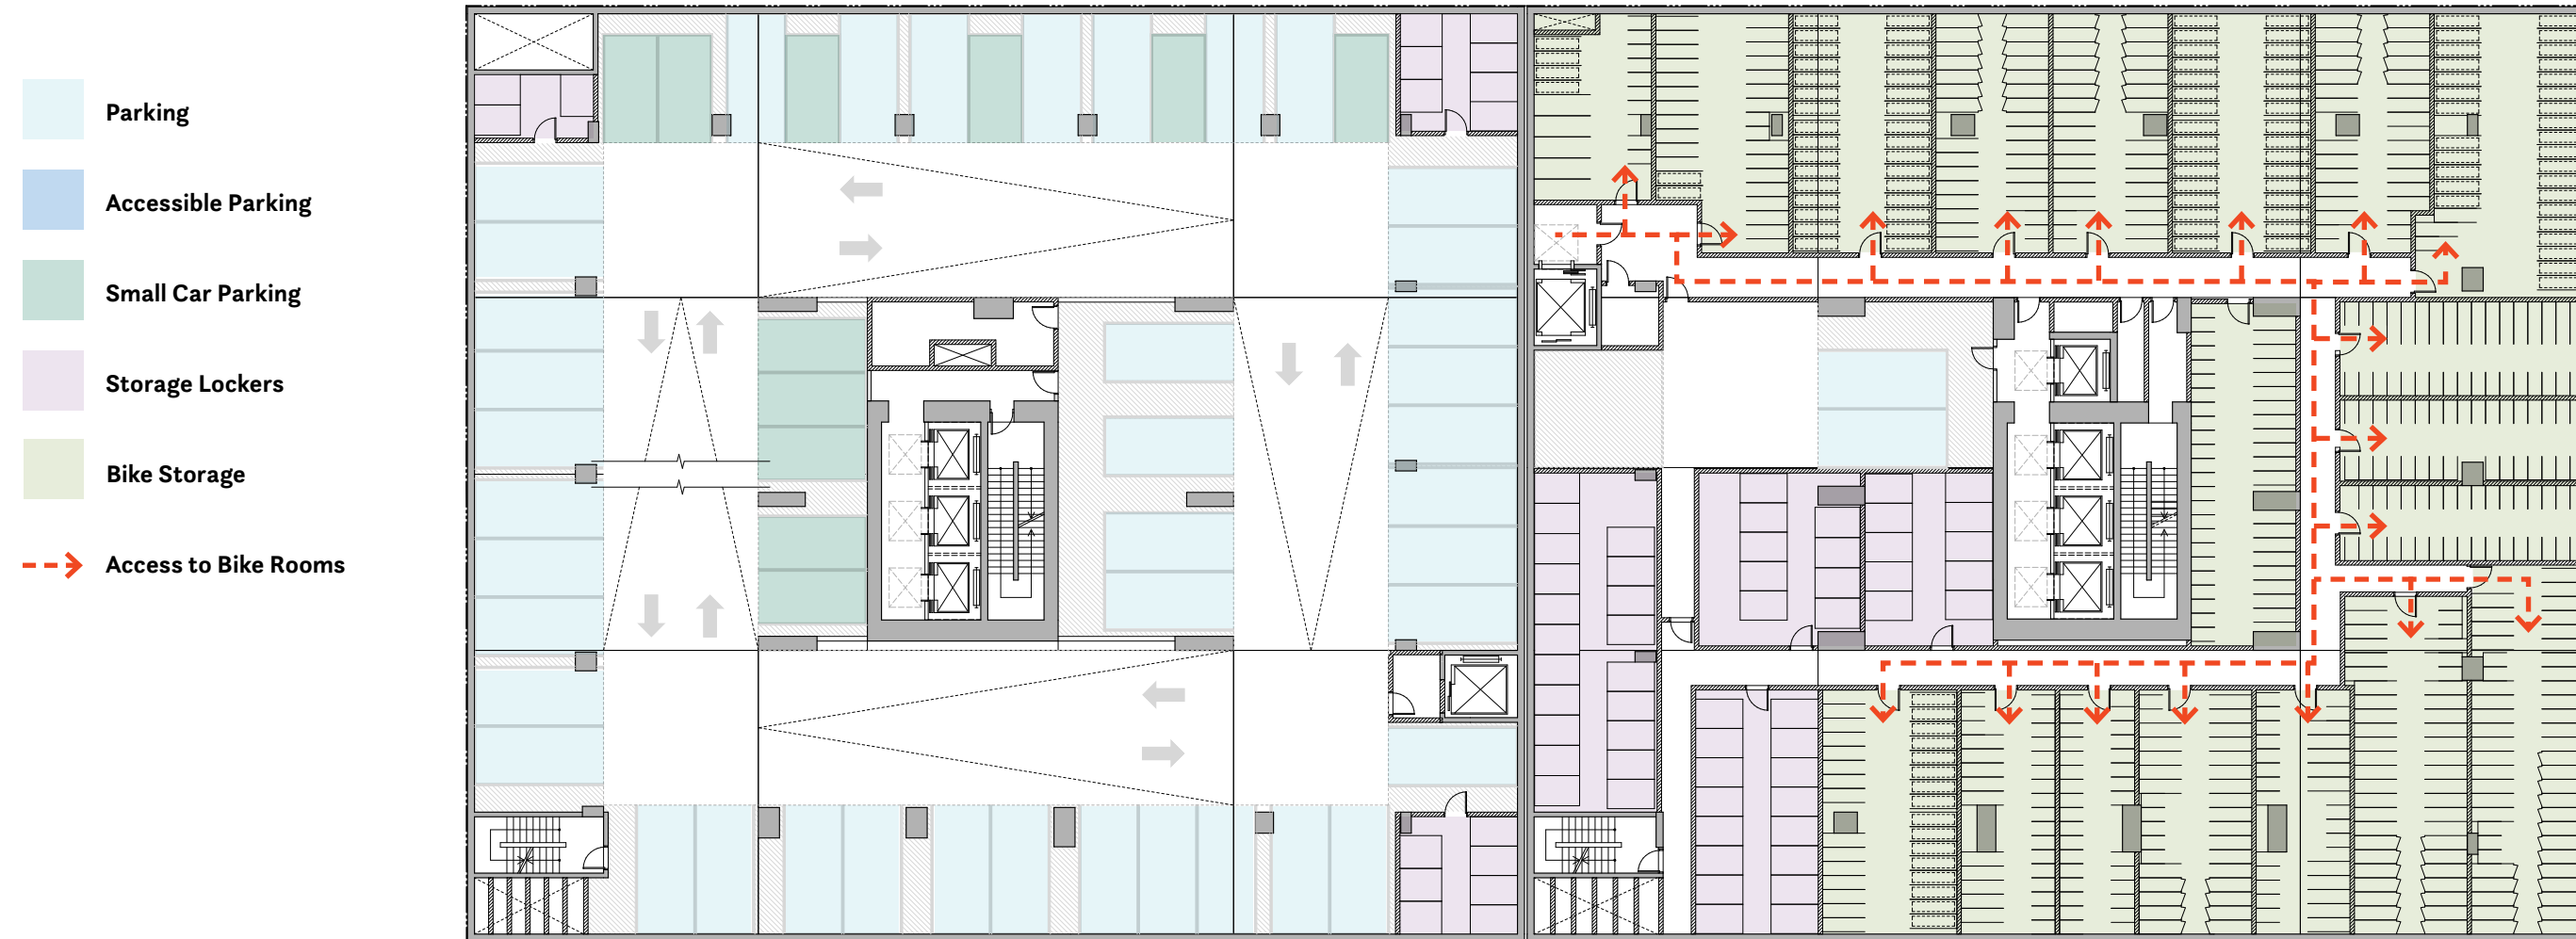 Parking
Accessible Parking
Small Car Parking
Storage Lockers
Bike Storage
Access to Bike Rooms